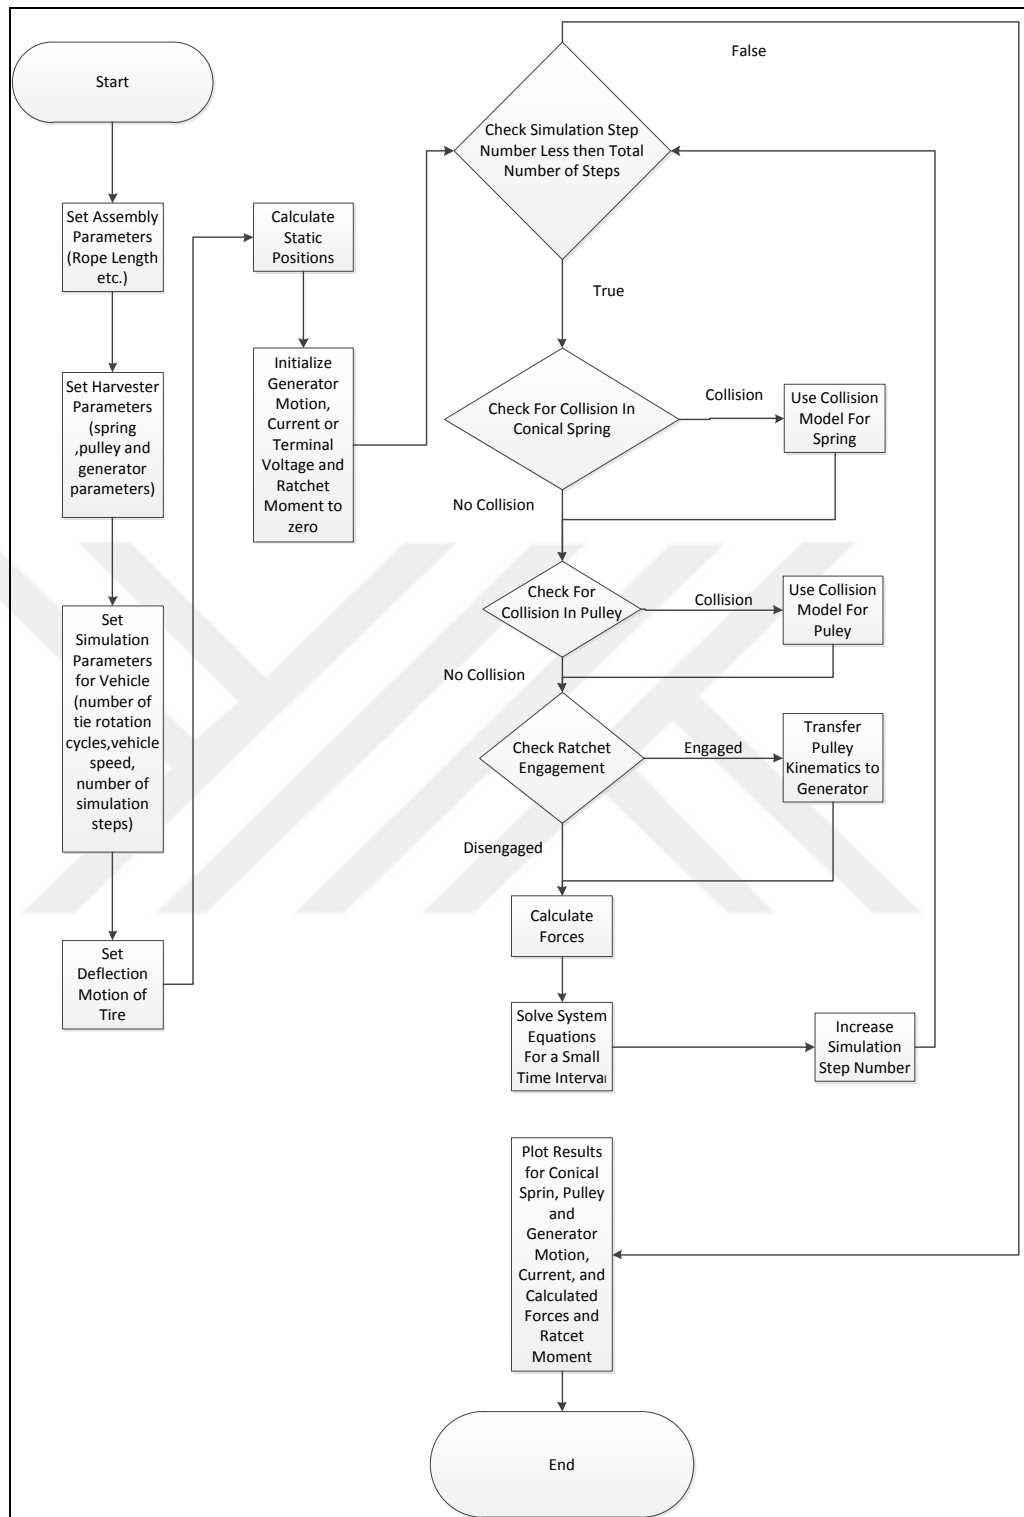 Start
Set Assembly
Parameters
(Rope Length
etc.)
Set Harvester
Parameters
(spring
,pulley and
generator
parameters)
Set
Simulation
Parameters
for Vehicle
(number of
tie rotation
cycles,vehicle
speed,
number of
simulation
steps)
Set
Deflection
Motion of
Tire
Calculate
Static
Positions
Initialize
Generator
Motion,
Current or
Terminal
Voltage and
Ratchet
Moment to
zero
Check Simulation Step
Number Less then Total
Number of Steps
False
True
Check For Collision In
Conical Spring
Collision
Use Collision
Model For
Spring
No Collision
Check For
Collision In Pulley
Collision
Use Collision
Model For
Puley
No Collision
Check Ratchet
Engagement
Engaged
Transfer
Pulley
Kinematics to
Generator
Disengaged
Calculate
Forces
Solve System
Equations
For a Small
Time Interval
Increase
Simulation
Step Number
Plot Results
for Conical
Sprin, Pulley
and
Generator
Motion,
Current, and
Calculated
Forces and
Ratcet
Moment
End